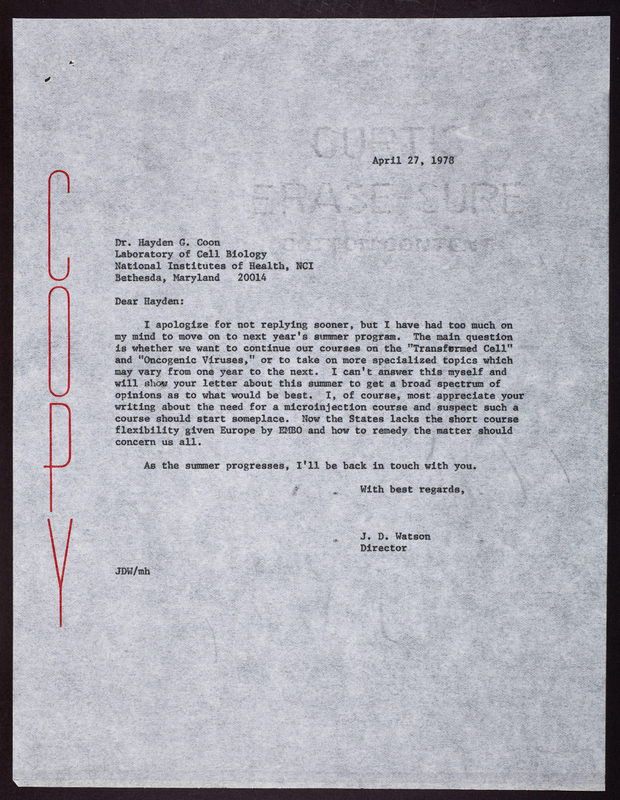 CURTIS
April 27, 1978
ERASE-SURE
COTTON CONTENT
COPY
Dr. Hayden G. Coon
Laboratory of Cell Biology
National Institutes of Health, NCI
Bethesda, Maryland 20014
Dear Hayden:
I apologize for not replying sooner, but I have had too much on
my mind to move on to next year's summer program. The main question
is whether we want to continue our courses on the "Transformed Cell"
and "Oncogenic Viruses," or to take on more specialized topics which
may vary from one year to the next. I can't answer this myself and
will show your letter about this summer to get a broad spectrum of
opinions as to what would be best. I, of course, most appreciate your
writing about the need for a microinjection course and suspect such a
course should start someplace. Now the States lacks the short course
flexibility given Europe by EMBO and how to remedy the matter should
concern us all.
As the summer progresses, I'll be back in touch with you.
With best regards,
J. D. Watson
Director
JDW/mh